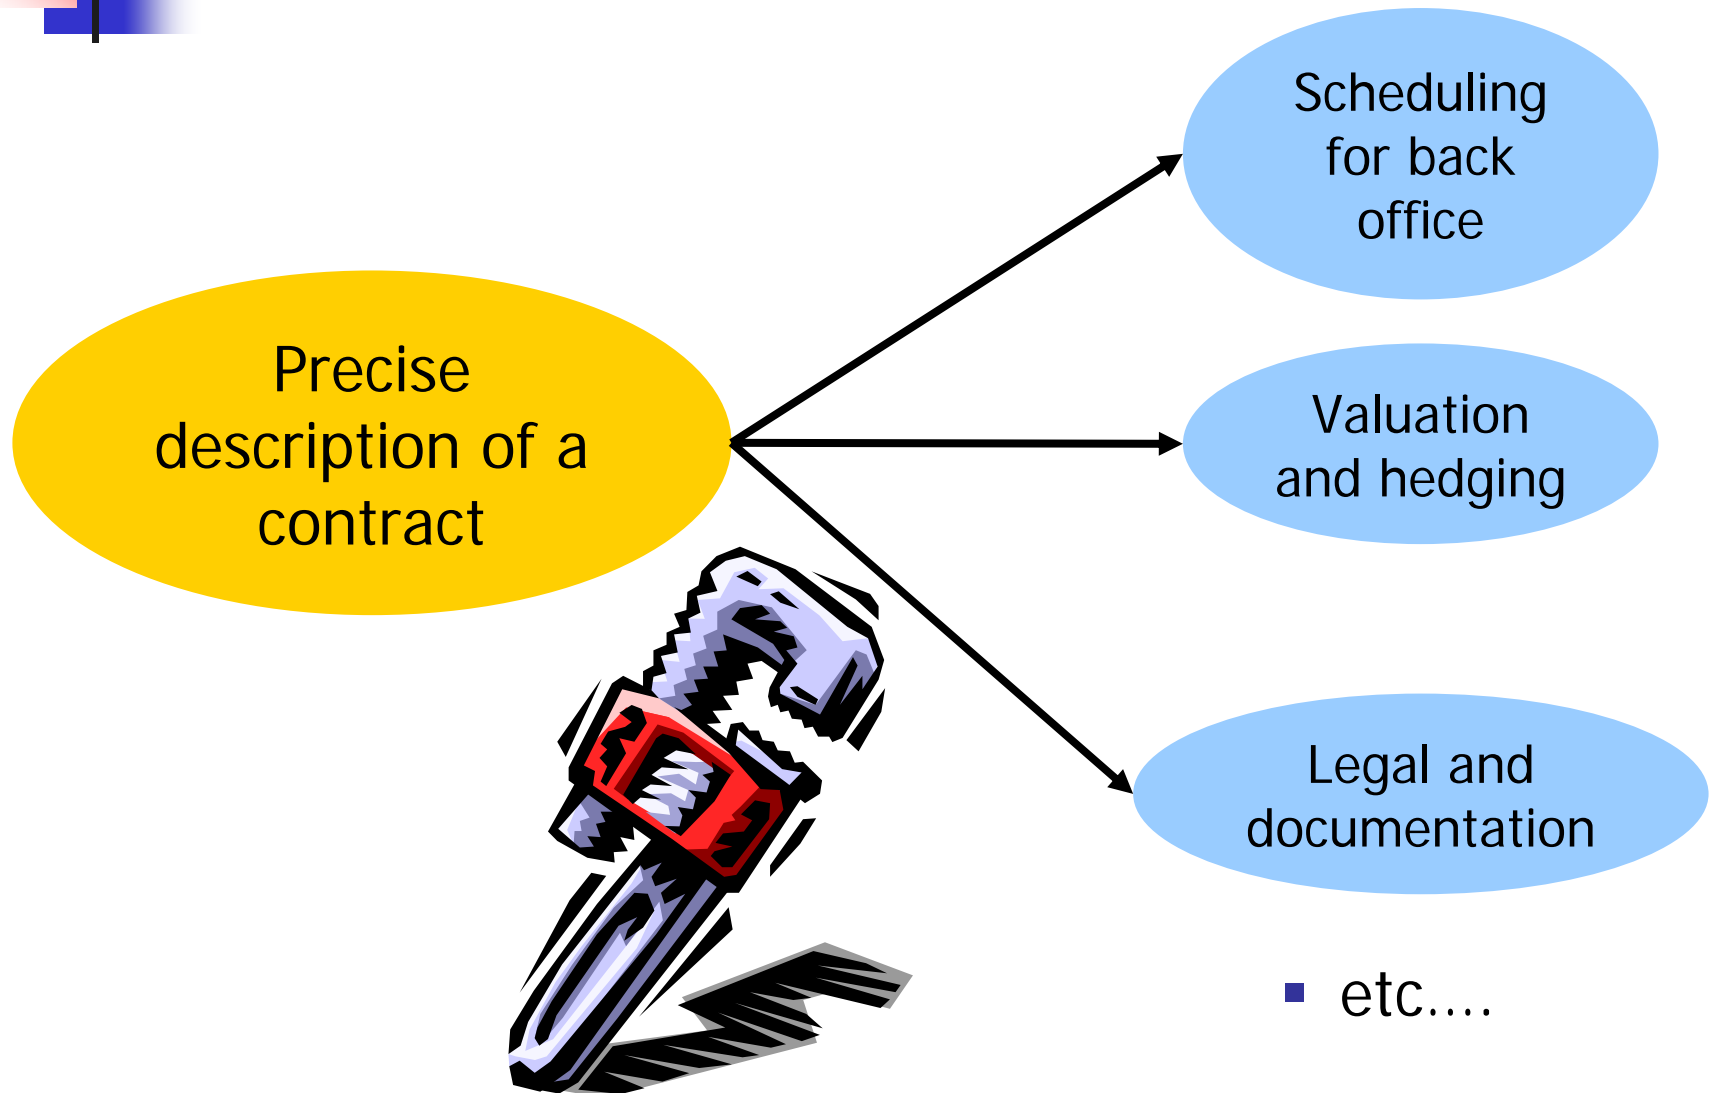 Precise
description of a
contract
Scheduling
for back
office
Valuation
and hedging
Legal and
documentation
etc....